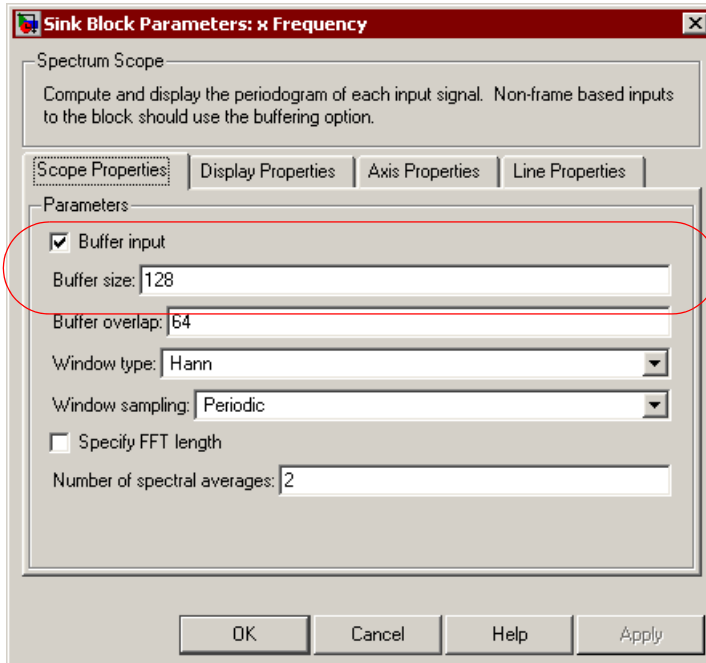 Sink Block Parameters: x Frequency
Spectrum Scope
Compute and display the periodogram of each input signal. Non-frame based inputs
to the block should use the buffering option.
Scope Properties Display Properties Axis Properties Line Properties
Parameters
Buffer input
Buffer size: 128
Buffer overlap: 64
Window type: Hann
Window sampling: Periodic
Specify FFT length
Number of spectral averages: 2
OK Cancel Help Apply